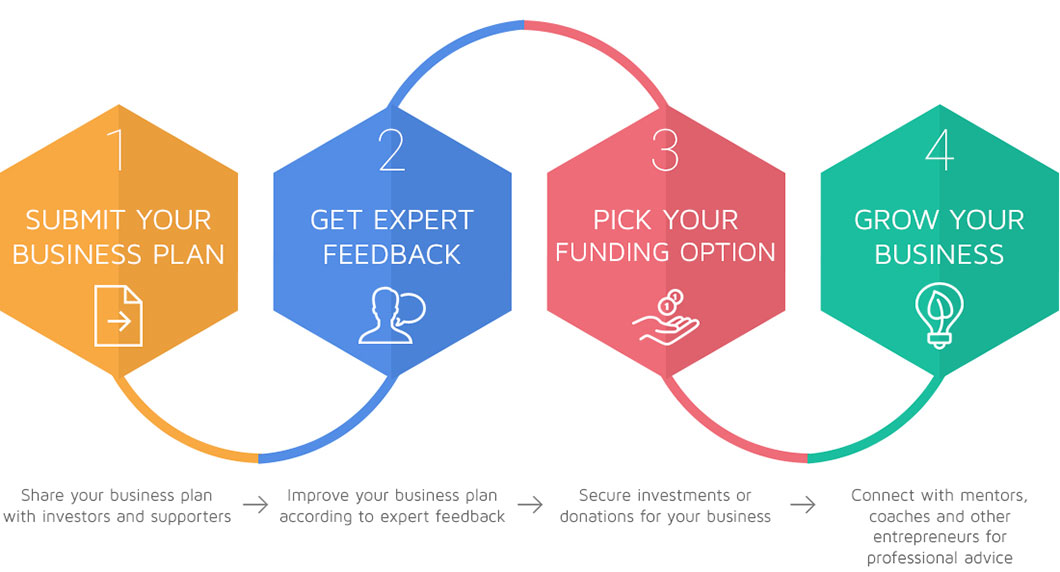 1
SUBMIT YOUR
BUSINESS PLAN
2
GET EXPERT
FEEDBACK
3
PICK YOUR
FUNDING OPTION
1
1
4
GROW YOUR
BUSINESS
Share your business plan
with investors and supporters
Improve your business plan
according to expert feedback
Secure investments or
donations for your business
Connect with mentors,
coaches and other
entrepreneurs for
professional advice